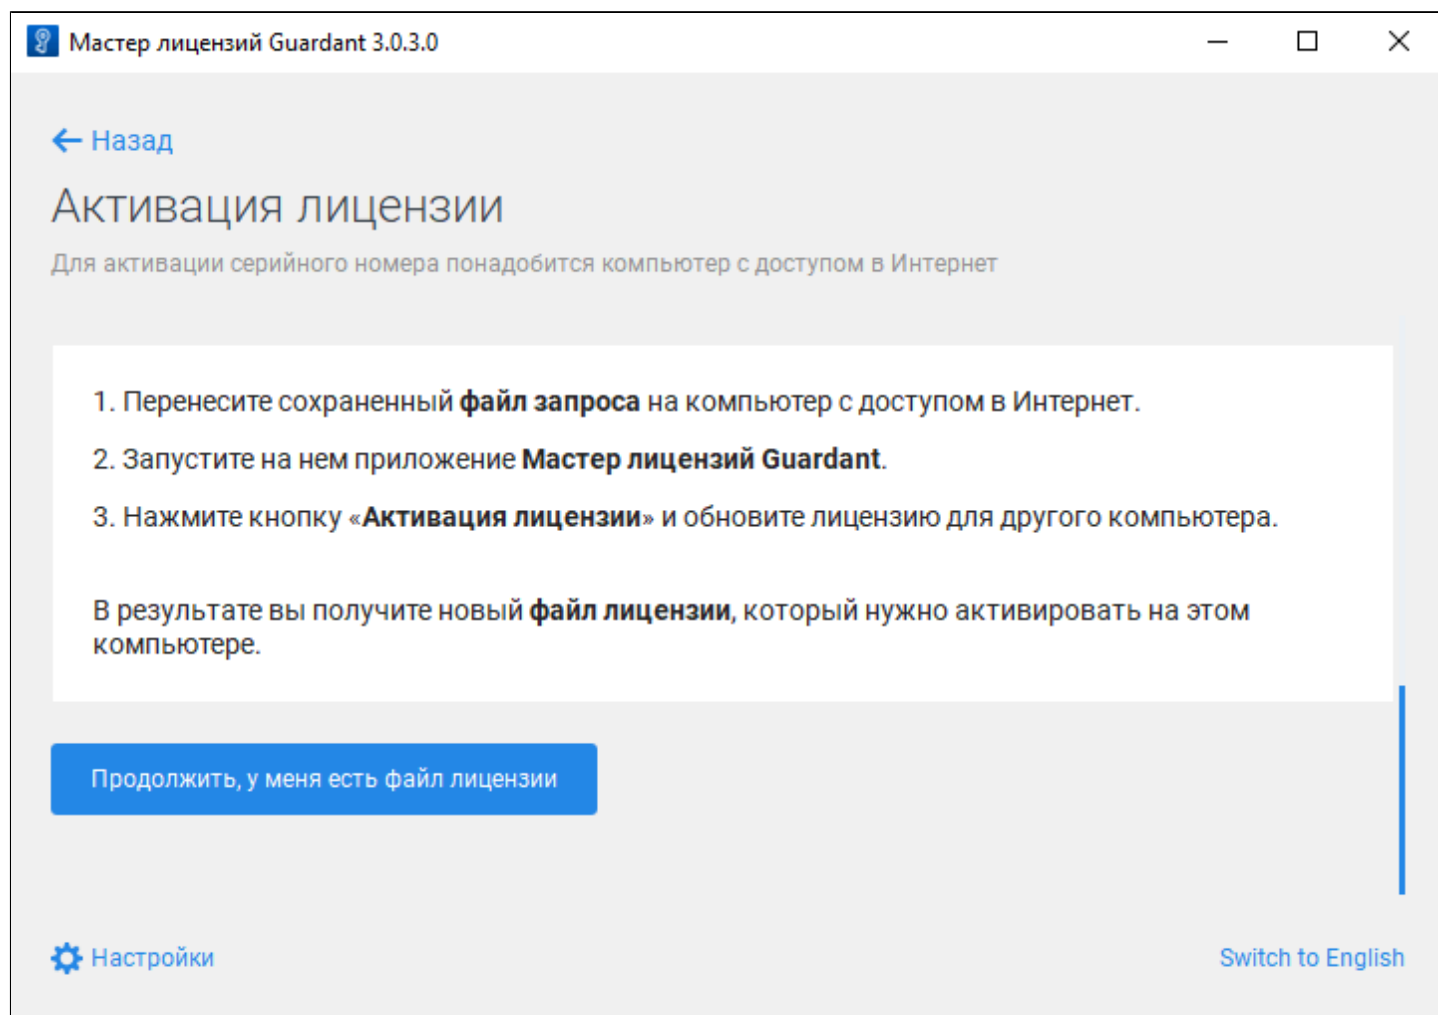 Мастер лицензий Guardant 3.0.3.0
Назад
Активация лицензии
Для активации серийного номера понадобится компьютер с доступом в Интернет
1. Перенесите сохраненный файл запроса на компьютер с доступом в Интернет.
2. Запустите на нем приложение Мастер лицензий Guardant.
3. Нажмите кнопку «Активация лицензии» и обновите лицензию для другого компьютера.
В результате вы получите новый файл лицензии, который нужно активировать на этом
компьютере.
Продолжить, у меня есть файл лицензии
Настройки
Switch to English